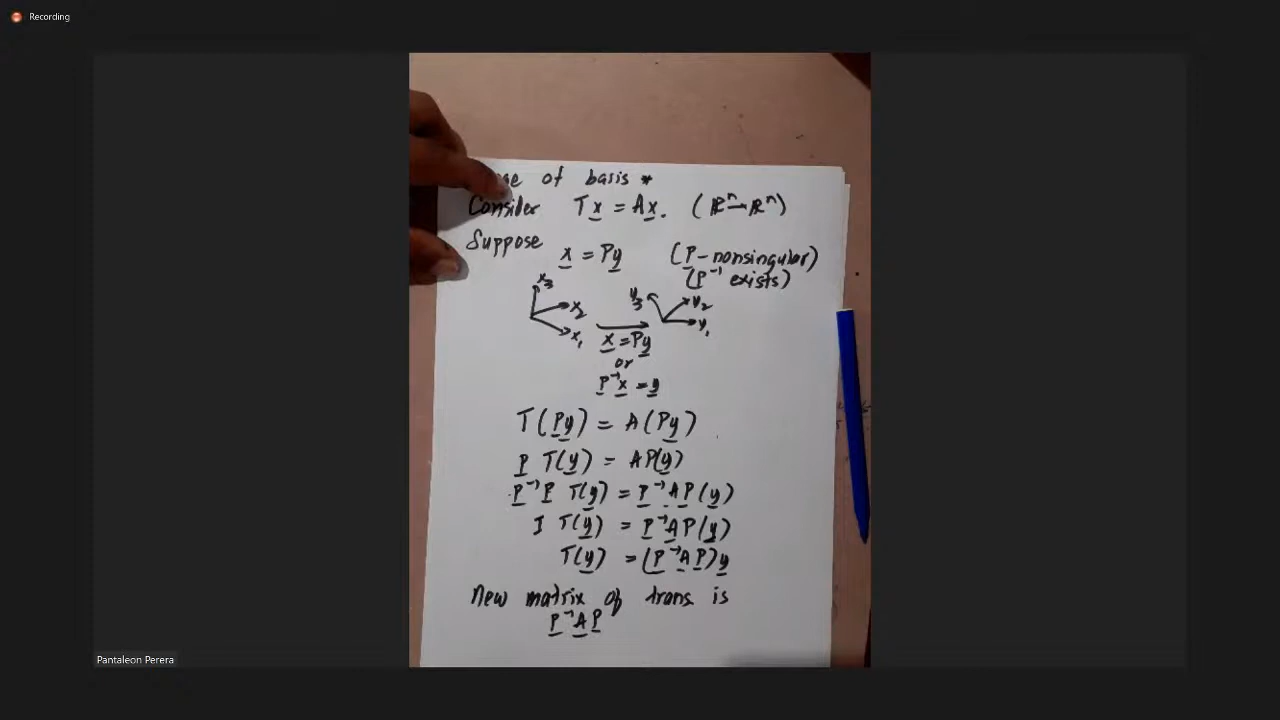 Recording
of basis *
Consider Tx = Ax. (ℝⁿ→ℝⁿ)
Suppose x = Py (P-nonsingular)
(P⁻¹ exists)
x₃ x₂ x₁ y₃ y₂ y₁
x = Py
or
P⁻¹x = y
T(Py) = A(Py)
P T(y) = AP(y)
P⁻¹P T(y) = P⁻¹AP(y)
I T(y) = P⁻¹AP(y)
T(y) = (P⁻¹AP)y
New matrix of trans is
P⁻¹AP
Pantaleon Perera